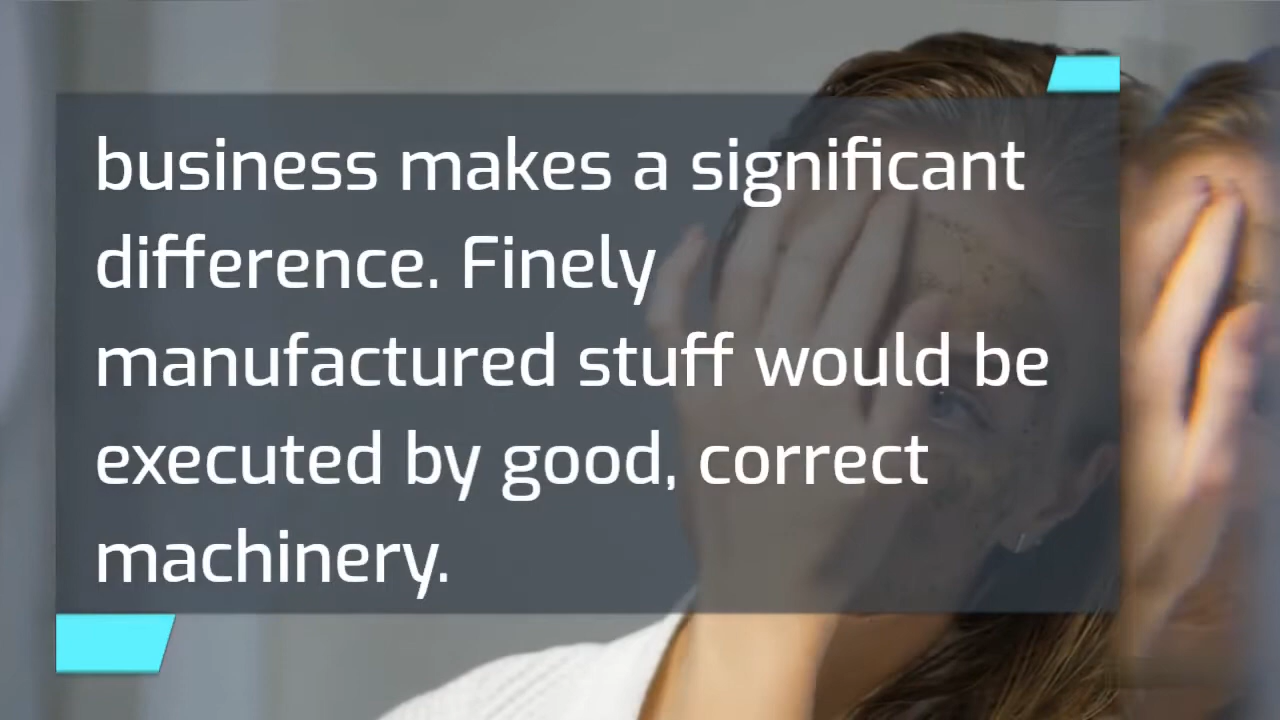 business makes a significant
difference. Finely
manufactured stuff would be
executed by good, correct
machinery.